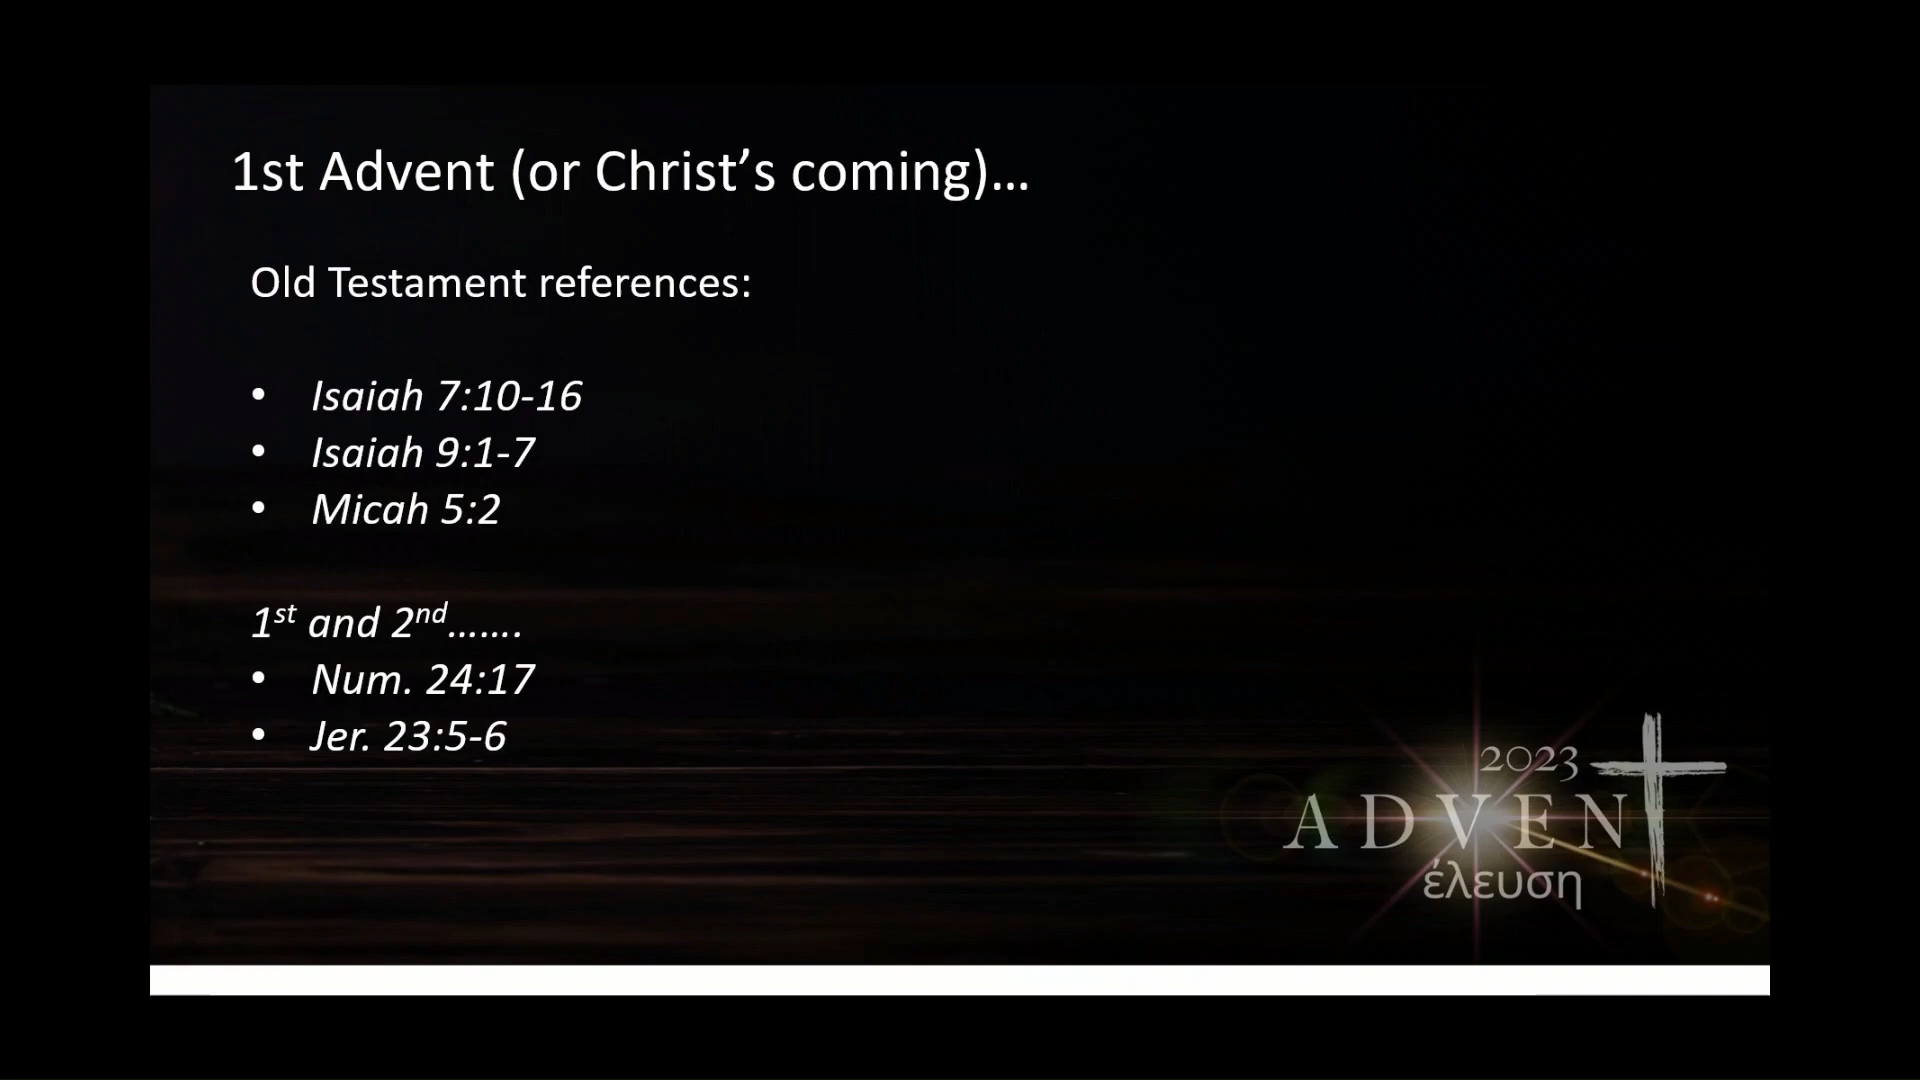 1st Advent (or Christ’s coming)…
Old Testament references:
• Isaiah 7:10-16
• Isaiah 9:1-7
• Micah 5:2
1st and 2nd…….
• Num. 24:17
• Jer. 23:5-6
2023
ADVENT
έλευση